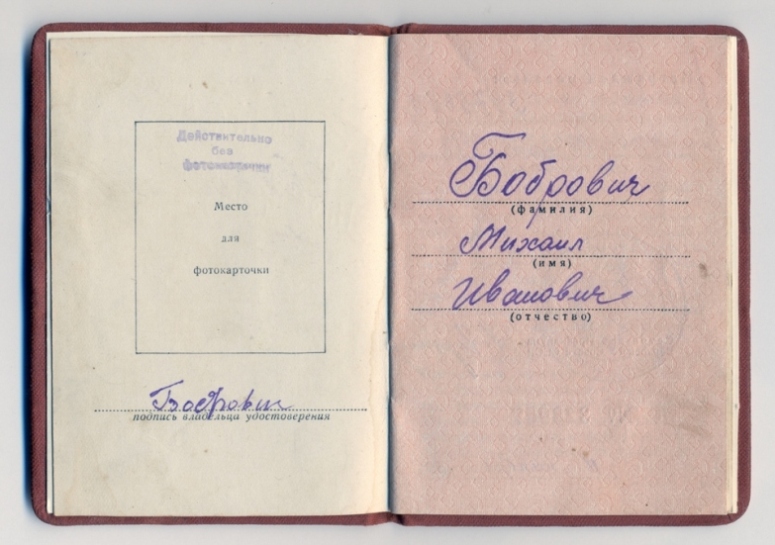 Действительно
без
фотокарточки
Место
для
фотокарточки
Бобрович
подпись владельца удостоверения
Бобрович
(фамилия)
Михаил
(имя)
Иванович
(отчество)